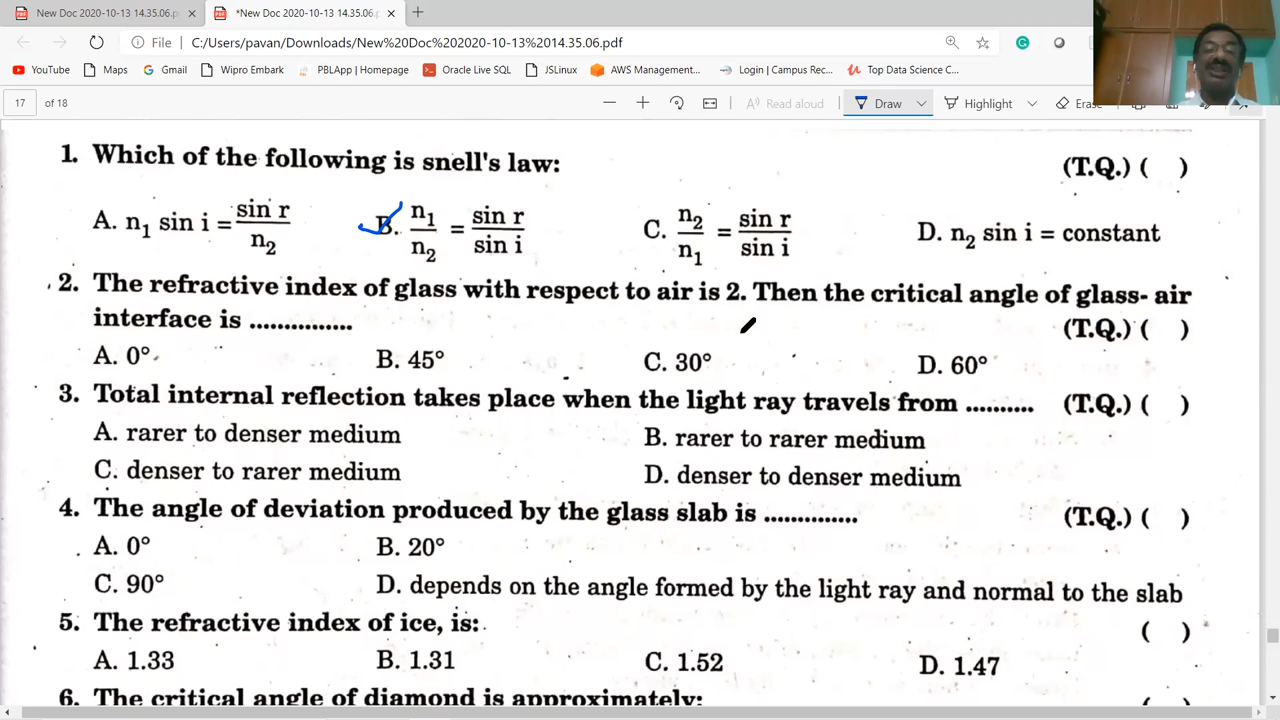 New Doc 2020-10-13 14.35.06.p
*New Doc 2020-10-13 14.35.06.p
File C:/Users/pavan/Downloads/New%20Doc%202020-10-13%2014.35.06.pdf
YouTube Maps Gmail Wipro Embark PBLApp | Homepage Oracle Live SQL JSLinux AWS Management... Login | Campus Rec... Top Data Science C...
17 of 18 Read aloud Draw Highlight Erase
1. Which of the following is snell's law: (T.Q.) ( )
A. n₁ sin i = sin r / n₂ B. n₁ / n₂ = sin r / sin i C. n₂ / n₁ = sin r / sin i D. n₂ sin i = constant
2. The refractive index of glass with respect to air is 2. Then the critical angle of glass- air
interface is ............... (T.Q.) ( )
A. 0° B. 45° C. 30° D. 60°
3. Total internal reflection takes place when the light ray travels from .......... (T.Q.) ( )
A. rarer to denser medium B. rarer to rarer medium
C. denser to rarer medium D. denser to denser medium
4. The angle of deviation produced by the glass slab is .............. (T.Q.) ( )
A. 0° B. 20°
C. 90° D. depends on the angle formed by the light ray and normal to the slab
5. The refractive index of ice, is: ( )
A. 1.33 B. 1.31 C. 1.52 D. 1.47
6. The critical angle of diamond is approximately: ( )